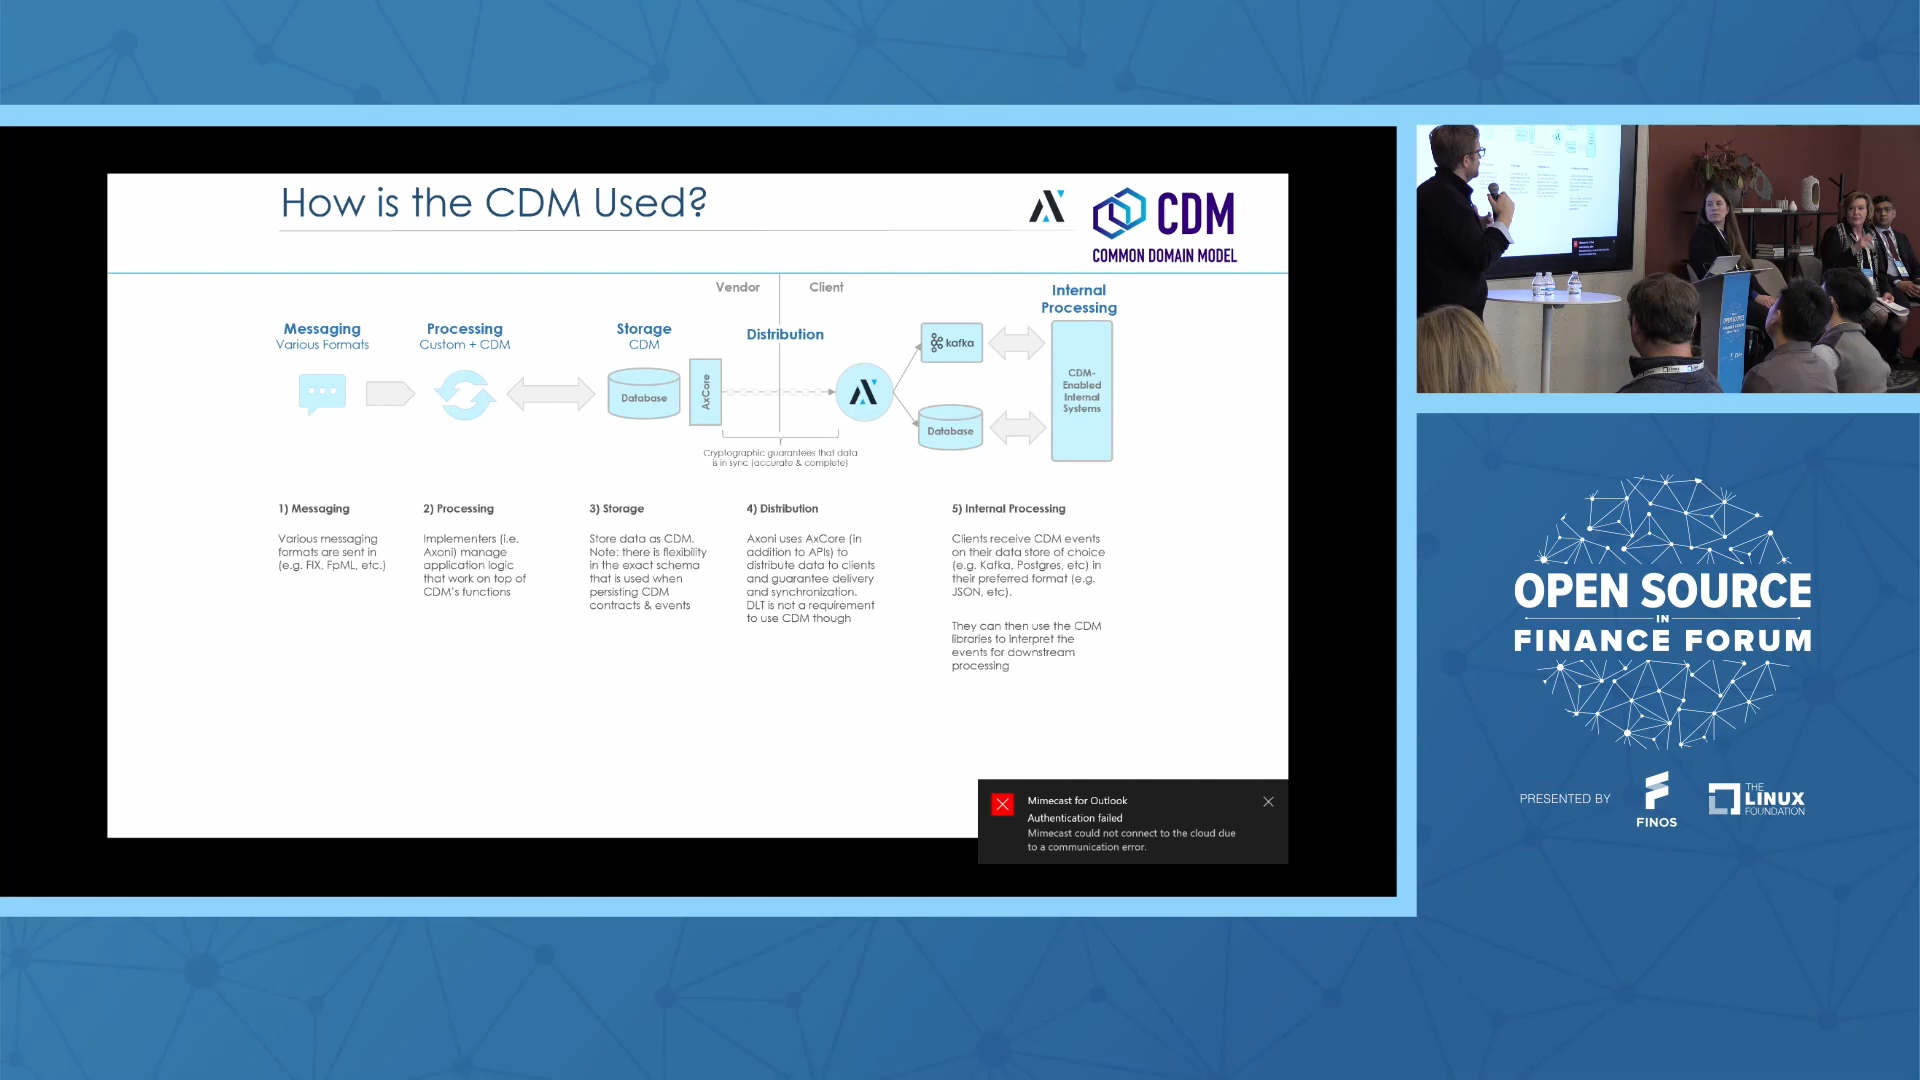 How is the CDM Used?
CDM
COMMON DOMAIN MODEL
Vendor
Client
Messaging
Various Formats
Processing
Custom + CDM
Storage
CDM
Distribution
Internal
Processing
Database
AxCore
kafka
Database
CDM-
Enabled
Internal
Systems
Cryptographic guarantees that data
is in sync (accurate & complete)
1) Messaging
Various messaging
formats are sent in
(e.g. FIX, FpML, etc.)
2) Processing
Implementers (i.e.
Axoni) manage
application logic
that work on top of
CDM's functions
3) Storage
Store data as CDM.
Note: there is flexibility
in the exact schema
that is used when
persisting CDM
contracts & events
4) Distribution
Axoni uses AxCore (in
addition to APIs) to
distribute data to clients
and guarantee delivery
and synchronization.
DLT is not a requirement
to use CDM though
5) Internal Processing
Clients receive CDM events
on their data store of choice
(e.g. Kafka, Postgres, etc) in
their preferred format (e.g.
JSON, etc).
They can then use the CDM
libraries to interpret the
events for downstream
processing
Mimecast for Outlook
Authentication failed
Mimecast could not connect to the cloud due
to a communication error.
OPEN SOURCE
IN
FINANCE FORUM
PRESENTED BY
FINOS
THE
LINUX
FOUNDATION